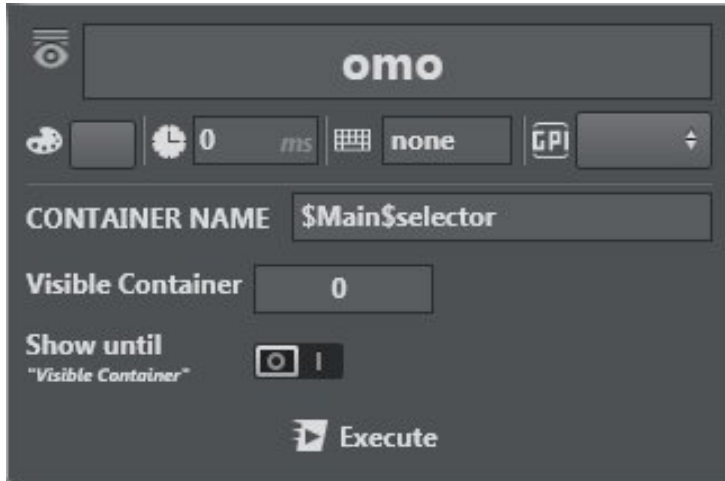 omo
0 ms none GPI
CONTAINER NAME $Main$selector
Visible Container 0
Show until
"Visible Container"
Execute